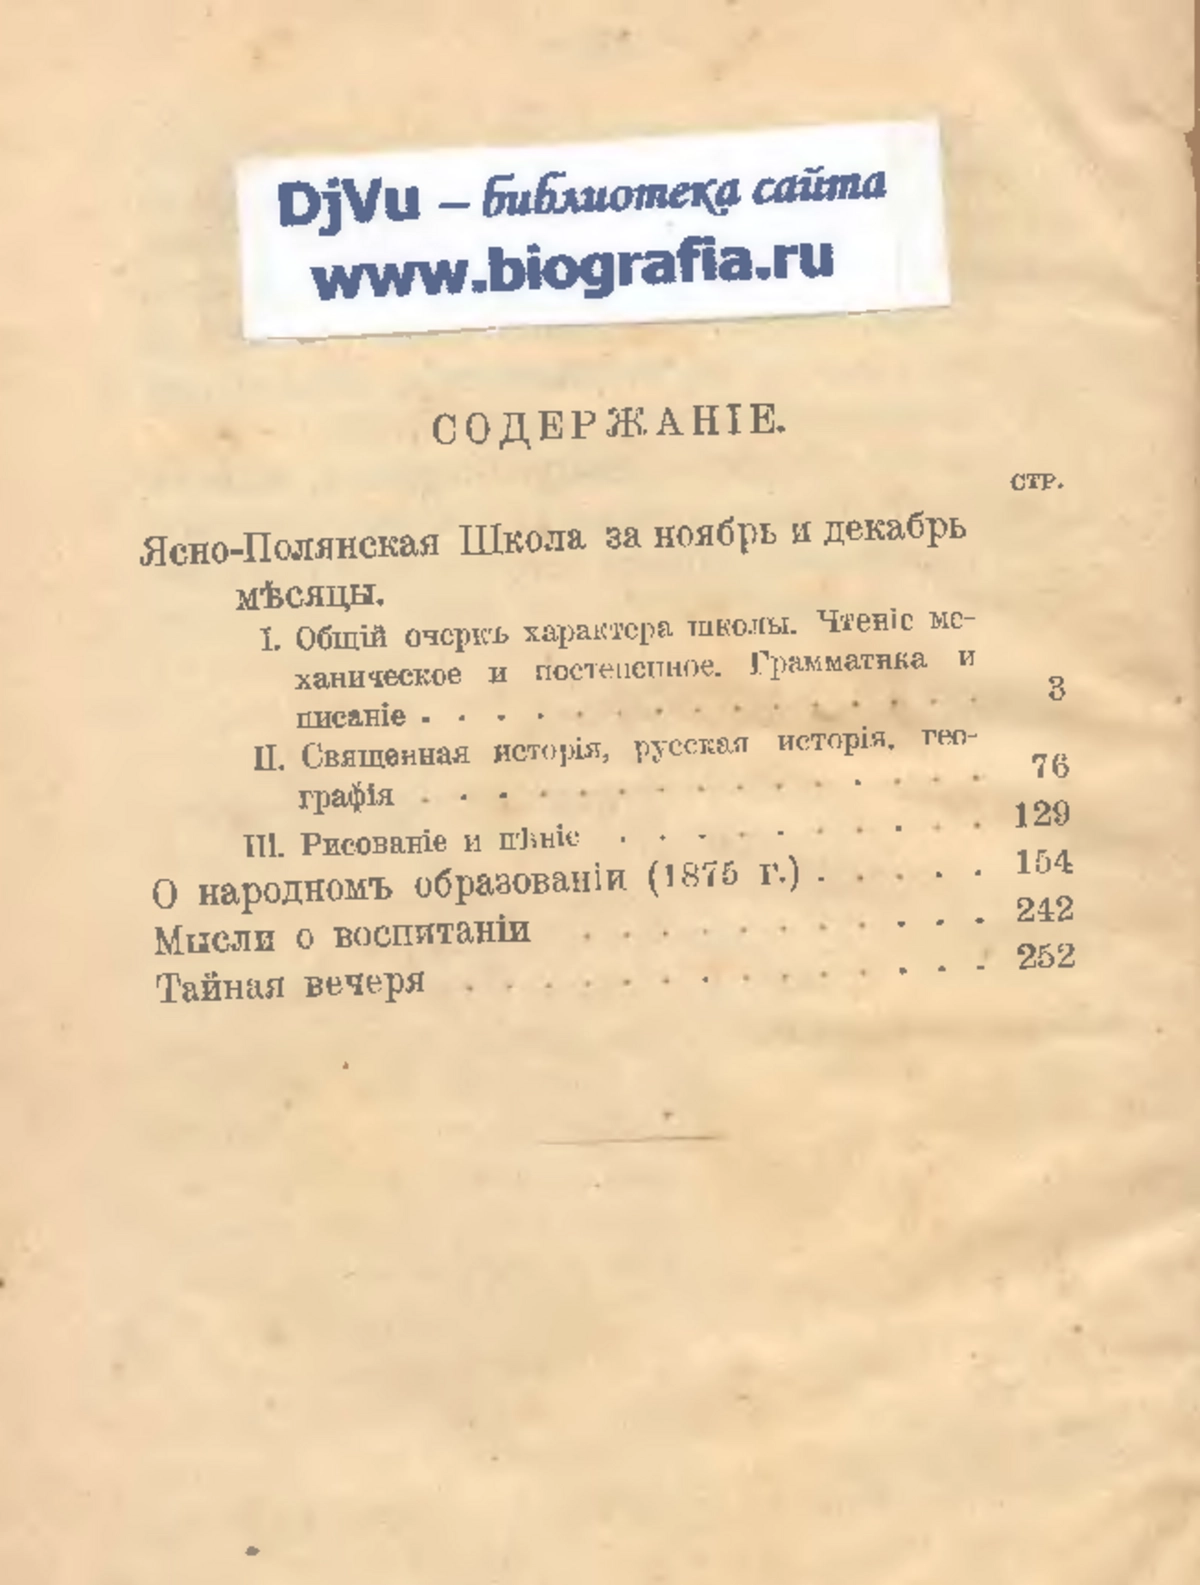 DjVu – библиотека сайта
www.biografia.ru
СОДЕРЖАНІЕ.
СТР.
Ясно-Полянская Школа за ноябрь и декабрь
мѣсяцы.
I. Общій очеркъ характера школы. Чтеніе ме-
ханическое и постепенное. Грамматика и
писаніе . . . . . . . . . . . . . . . 3
II. Священная исторія, русская исторія, гео-
графія . . . . . . . . . . . . . . . 76
III. Рисованіе и пѣніе . . . . . . . . . . 129
О народномъ образованіи (1875 г.) . . . . . 154
Мысли о воспитаніи . . . . . . . . . . . 242
Тайная вечеря . . . . . . . . . . . . . . 252